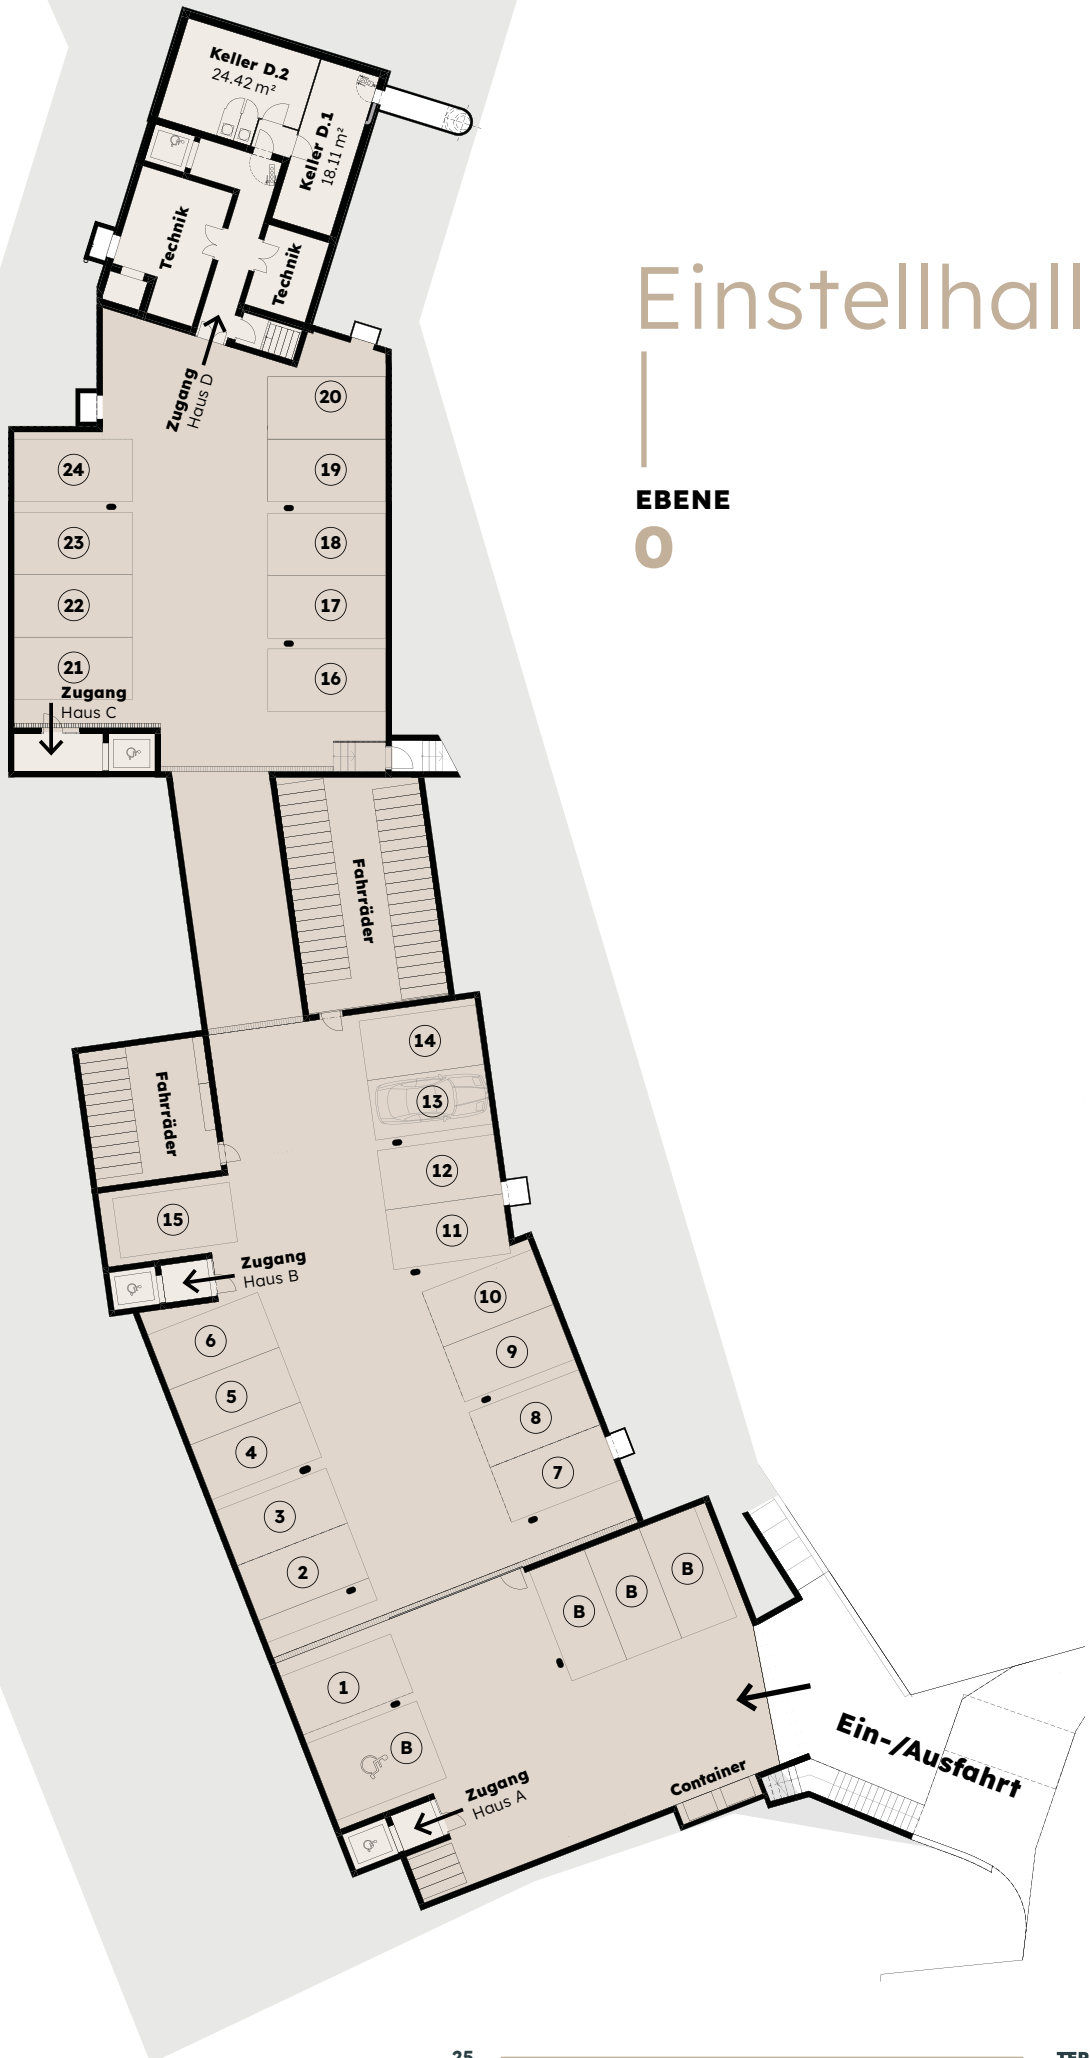 Keller D.2
24.42 m²
Keller D.1
18.11 m²
Technik
Technik
Einstellhall
EBENE
0
Zugang
Haus D
20
24
19
23
18
22
17
21
16
Zugang
Haus C
Fahrräder
14
13
Fahrräder
12
15
11
Zugang
Haus B
10
6
9
5
8
4
7
3
2
B
B
B
1
B
Ein-/Ausfahrt
Container
Zugang
Haus A
25